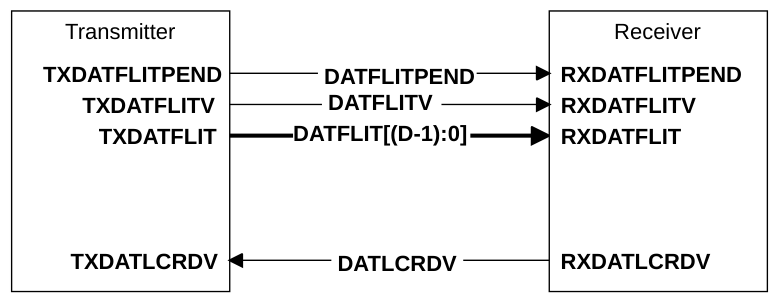 Transmitter
Receiver
TXDATFLITPEND DATFLITPEND RXDATFLITPEND
TXDATFLITV DATFLITV RXDATFLITV
TXDATFLIT DATFLIT[(D-1):0] RXDATFLIT
TXDATLCRDV DATLCRDV RXDATLCRDV